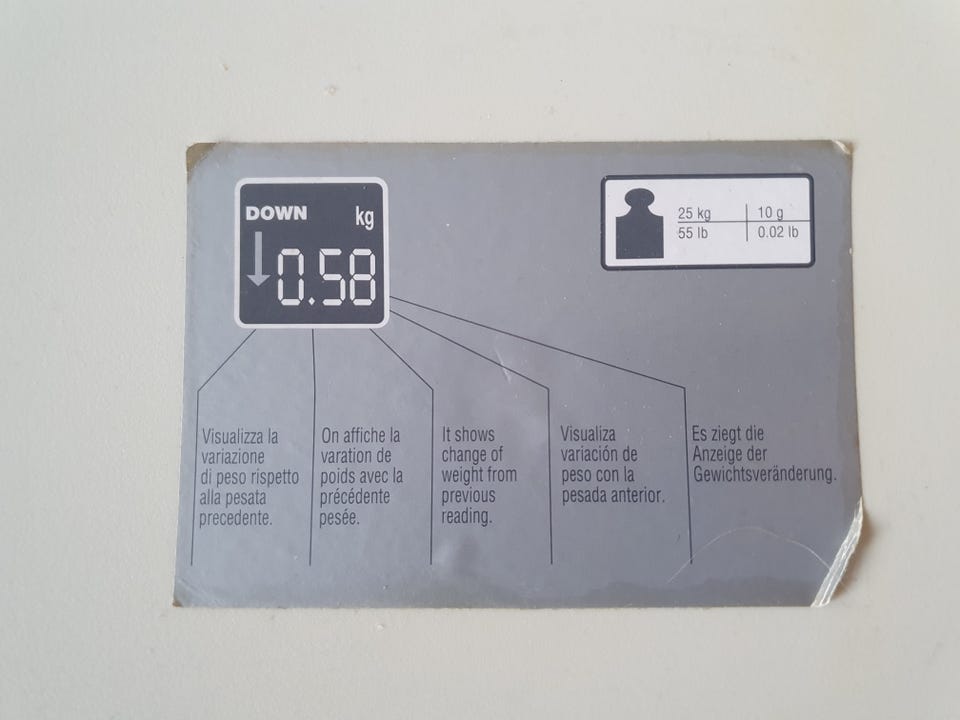 DOWN kg
0.58
25 kg 10 g
55 lb 0.02 lb
Visualizza la
variazione
di peso rispetto
alla pesata
precedente.
On affiche la
varation de
poids avec la
précédente
pesée.
It shows
change of
weight from
previous
reading.
Visualiza
variación de
peso con la
pesada anterior.
Es ziegt die
Anzeige der
Gewichtsveränderung.